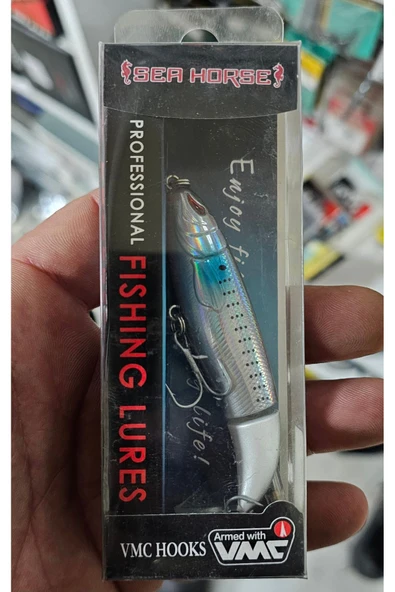 SEA HORSE
PROFESSIONAL FISHING LURES
Enjoy
life!
VMC HOOKS
Armed with
VMC